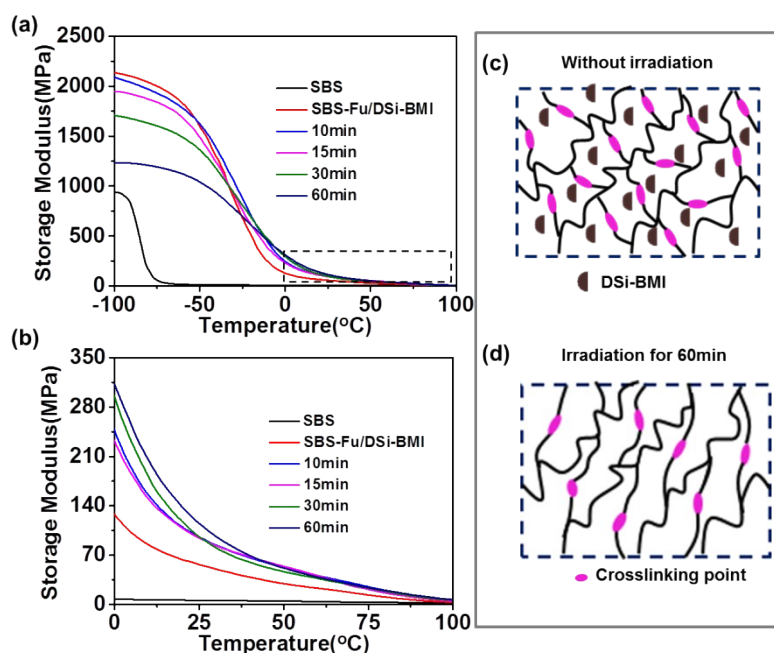 (a)
2500
2000
1500
1000
500
0
Storage Modulus(MPa)
SBS
SBS-Fu/DSi-BMI
10min
15min
30min
60min
-100 -50 0 50 100
Temperature(°C)
(b)
350
280
210
140
70
0
Storage Modulus(MPa)
SBS
SBS-Fu/DSi-BMI
10min
15min
30min
60min
0 25 50 75 100
Temperature(°C)
(c)
Without irradiation
DSi-BMI
(d)
Irradiation for 60min
Crosslinking point